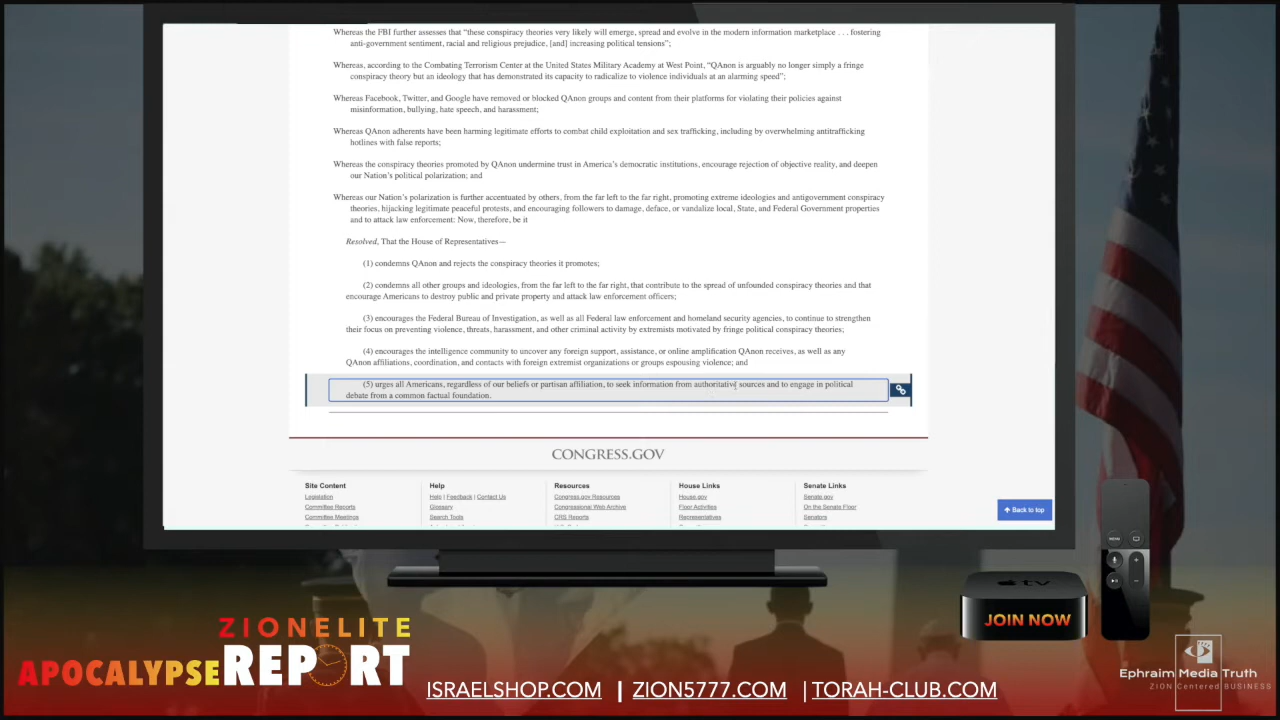 Whereas the FBI further assesses that “these conspiracy theories very likely will emerge, spread and evolve in the modern information marketplace . . . fostering
anti-government sentiment, racial and religious prejudice, [and] increasing political tensions”;
Whereas, according to the Combating Terrorism Center at the United States Military Academy at West Point, “QAnon is arguably no longer simply a fringe
conspiracy theory but an ideology that has demonstrated its capacity to radicalize to violence individuals at an alarming speed”;
Whereas Facebook, Twitter, and Google have removed or blocked QAnon groups and content from their platforms for violating their policies against
misinformation, bullying, hate speech, and harassment;
Whereas QAnon adherents have been harming legitimate efforts to combat child exploitation and sex trafficking, including by overwhelming antitrafficking
hotlines with false reports;
Whereas the conspiracy theories promoted by QAnon undermine trust in America’s democratic institutions, encourage rejection of objective reality, and deepen
our Nation’s political polarization; and
Whereas our Nation’s polarization is further accentuated by others, from the far left to the far right, promoting extreme ideologies and antigovernment conspiracy
theories, hijacking legitimate peaceful protests, and encouraging followers to damage, deface, or vandalize local, State, and Federal Government properties
and to attack law enforcement: Now, therefore, be it
Resolved, That the House of Representatives—
(1) condemns QAnon and rejects the conspiracy theories it promotes;
(2) condemns all other groups and ideologies, from the far left to the far right, that contribute to the spread of unfounded conspiracy theories and that
encourage Americans to destroy public and private property and attack law enforcement officers;
(3) encourages the Federal Bureau of Investigation, as well as all Federal law enforcement and homeland security agencies, to continue to strengthen
their focus on preventing violence, threats, harassment, and other criminal activity by extremists motivated by fringe political conspiracy theories;
(4) encourages the intelligence community to uncover any foreign support, assistance, or online amplification QAnon receives, as well as any
QAnon affiliations, coordination, and contacts with foreign extremist organizations or groups espousing violence; and
(5) urges all Americans, regardless of our beliefs or partisan affiliation, to seek information from authoritative sources and to engage in political
debate from a common factual foundation.
CONGRESS.GOV
Site Content Help Resources House Links Senate Links
Legislation Help | Feedback | Contact Us Congress.gov Resources House.gov Senate.gov
Committee Reports Glossary Congressional Web Archive Floor Activities On the Senate Floor
Committee Meetings Search Tools CRS Reports Representatives Senators
Back to top
MENU
tv
JOIN NOW
ZIONELITE
APOCALYPSE REPORT
ISRAELSHOP.COM | ZION5777.COM | TORAH-CLUB.COM
Ephraim Media Truth
ZION Centered BUSINESS